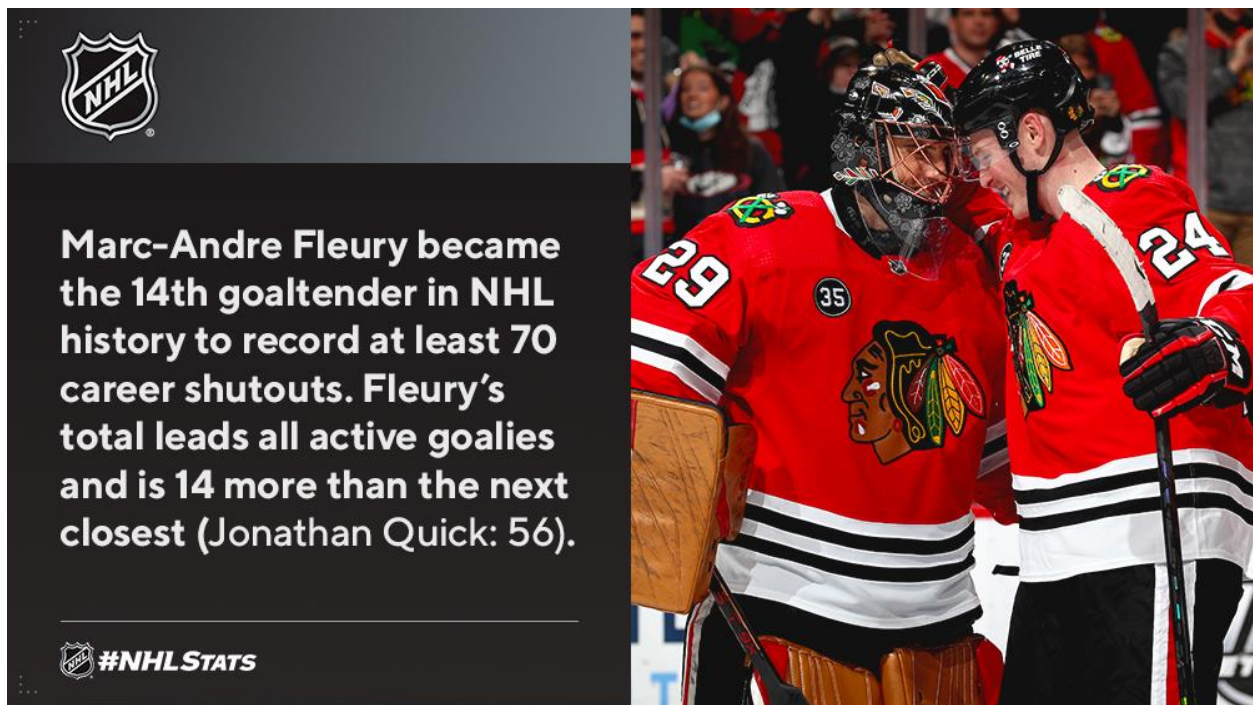 NHL
Marc-Andre Fleury became
the 14th goaltender in NHL
history to record at least 70
career shutouts. Fleury's
total leads all active goalies
and is 14 more than the next
closest (Jonathan Quick: 56).
#NHLSTATS
BELLE
TIRE
29
35
24